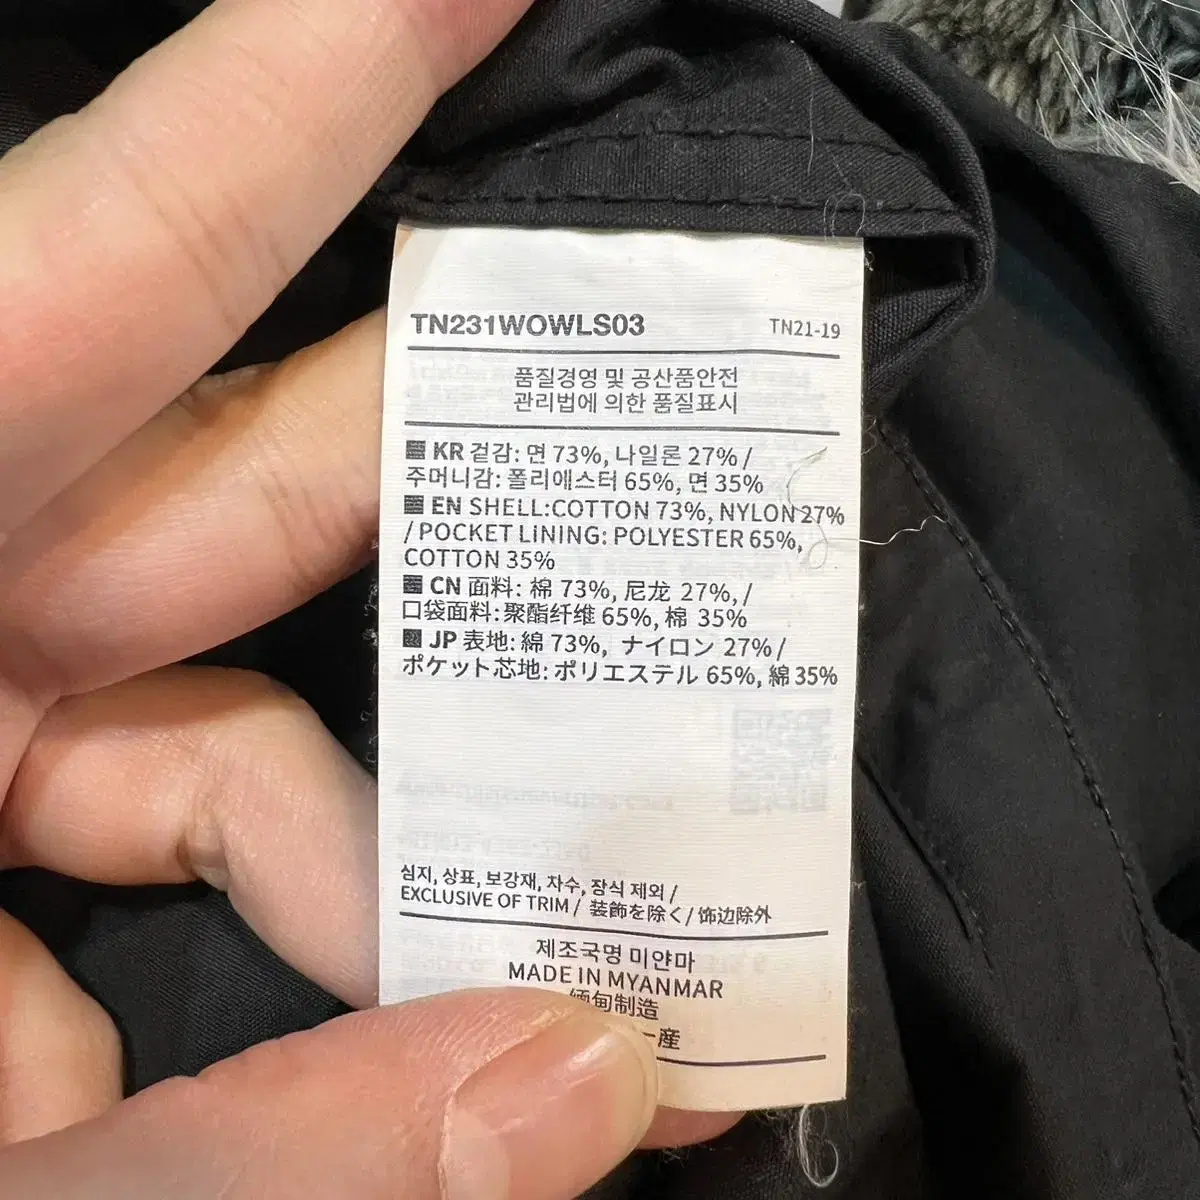 TN231WOWLS03
TN21-19
품질경영 및 공산품안전
관리법에 의한 품질표시
KR 겉감: 면 73%, 나일론 27% /
주머니감: 폴리에스터 65%, 면 35%
EN SHELL:COTTON 73%, NYLON 27%
/ POCKET LiNING: POLYESTER 65%,
COTTON 35%
CN 面料: 棉 73%, 尼龙 27%, /
口袋面料: 聚酯纤维 65%, 棉 35%
JP 表地: 綿 73%, ナイロン 27% /
ポケット芯地: ポリエステル 65%, 綿 35%
심지, 상표, 보강재, 차수, 장식 제외 /
EXCLUSIVE OF TRIM / 装飾を除く / 饰边除外
제조국명 미얀마
MADE IN MYANMAR
缅甸制造
ー産